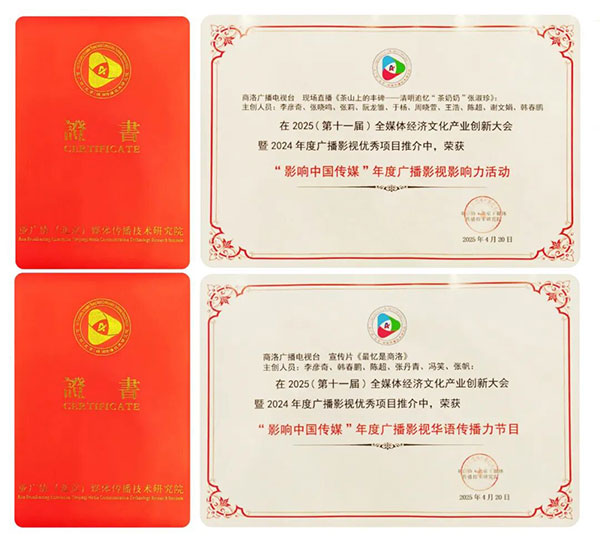 證書
CERTIFICATE
商洛广播电视台 现场直播《茶山上的丰碑——清明追忆“茶奶奶”张淑珍》:
主创人员:李彦奇、张晓鸣、张莉、阮龙雏、于杨、周晓萱、王浩、陈超、谢文娟、韩春鹏
在2025(第十一届)全媒体经济文化产业创新大会
暨2024年度广播影视优秀项目推介中,荣获
“影响中国传媒”年度广播影视影响力活动
2025年4月20日
證書
CERTIFICATE
商洛广播电视台 宣传片《最忆是商洛》
主创人员:李彦奇、韩春鹏、陈超、张丹青、冯笑、张帆:
在2025(第十一届)全媒体经济文化产业创新大会
暨2024年度广播影视优秀项目推介中,荣获
“影响中国传媒”年度广播影视华语传播力节目
2025年4月20日